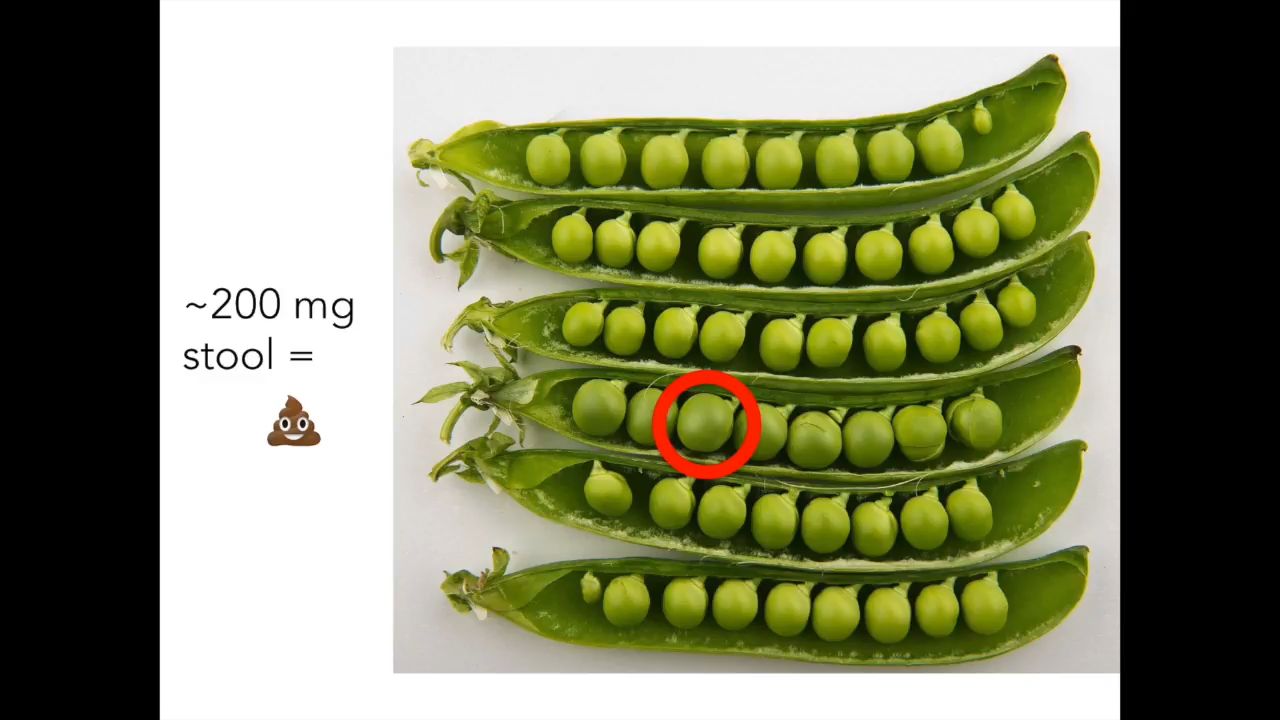 ~200 mg
stool =